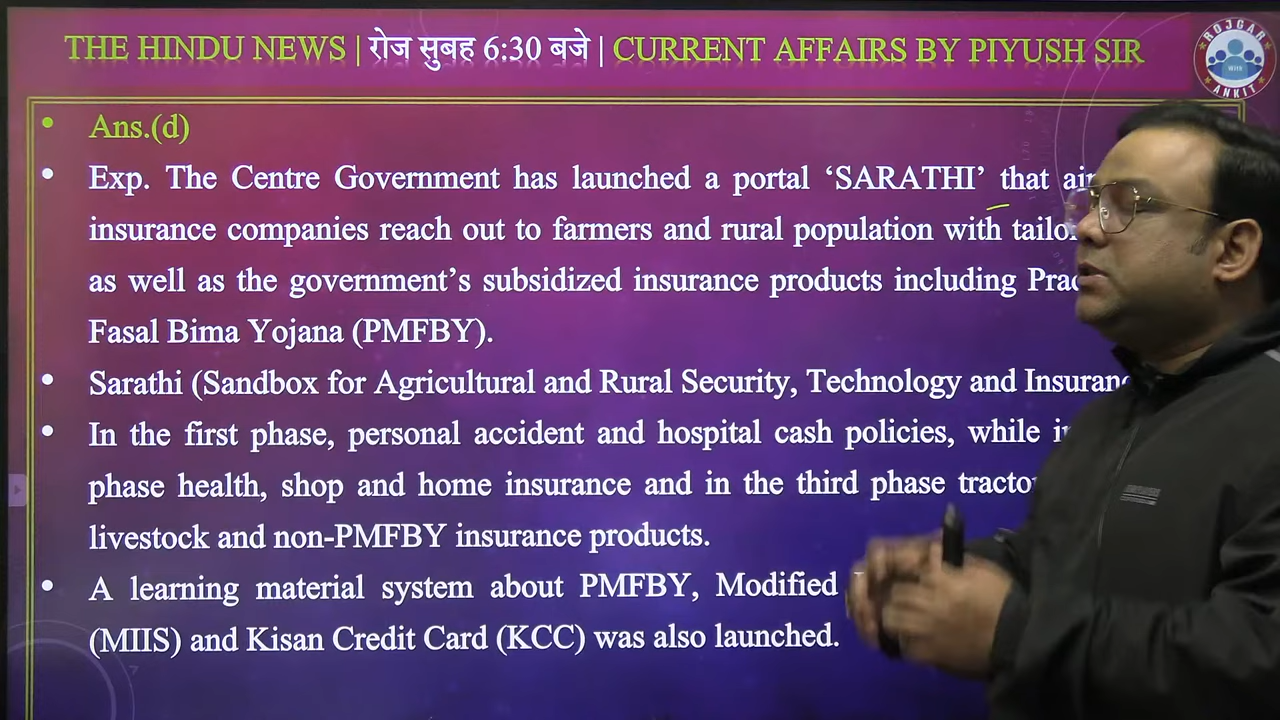 THE HINDU NEWS | रोज सुबह 6:30 बजे | CURRENT AFFAIRS BY PIYUSH SIR
ROJGAR
WITH
ANKIT
• Ans.(d)
• Exp. The Centre Government has launched a portal ‘SARATHI’ that
insurance companies reach out to farmers and rural population with
as well as the government’s subsidized insurance products including
Fasal Bima Yojana (PMFBY).
• Sarathi (Sandbox for Agricultural and Rural Security, Technology and
• In the first phase, personal accident and hospital cash policies, while
phase health, shop and home insurance and in the third phase
livestock and non-PMFBY insurance products.
• A learning material system about PMFBY, Modified
(MIIS) and Kisan Credit Card (KCC) was also launched.